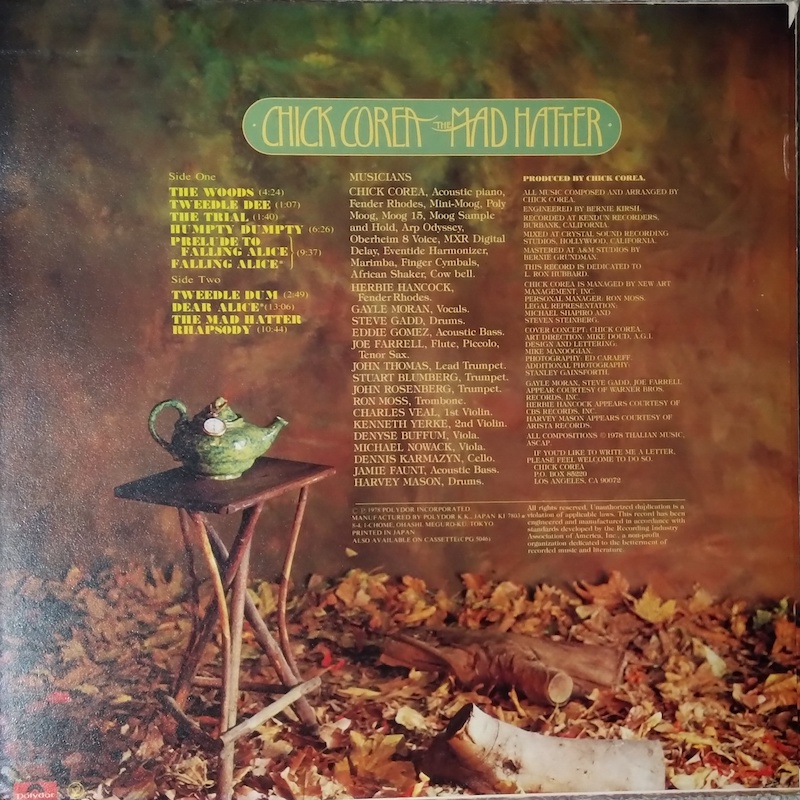 CHICK COREA THE MAD HATTER
Side One
THE WOODS (4:24)
TWEEDLE DEE (1:07)
THE TRIAL (1:40)
HUMPTY DUMPTY (6:26)
PRELUDE TO
FALLING ALICE
FALLING ALICE* (9:37)
Side Two
TWEEDLE DUM (2:49)
DEAR ALICE* (13:06)
THE MAD HATTER
RHAPSODY (10:44)
MUSICIANS
CHICK COREA, Acoustic piano,
Fender Rhodes, Mini-Moog, Poly
Moog, Moog 15, Moog Sample
and Hold, Arp Odyssey,
Oberheim 8 Voice, MXR Digital
Delay, Eventide Harmonizer,
Marimba, Finger Cymbals,
African Shaker, Cow bell.
HERBIE HANCOCK,
Fender Rhodes.
GAYLE MORAN, Vocals.
STEVE GADD, Drums.
EDDIE GOMEZ, Acoustic Bass.
JOE FARRELL, Flute, Piccolo,
Tenor Sax.
JOHN THOMAS, Lead Trumpet.
STUART BLUMBERG, Trumpet.
JOHN ROSENBERG, Trumpet.
RON MOSS, Trombone.
CHARLES VEAL, 1st Violin.
KENNETH YERKE, 2nd Violin.
DENYSE BUFFUM, Viola.
MICHAEL NOWACK, Viola.
DENNIS KARMAZYN, Cello.
JAMIE FAUNT, Acoustic Bass.
HARVEY MASON, Drums.
PRODUCED BY CHICK COREA.
ALL MUSIC COMPOSED AND ARRANGED BY
CHICK COREA.
ENGINEERED BY BERNIE KIRSH.
RECORDED AT KENDUN RECORDERS,
BURBANK, CALIFORNIA.
MIXED AT CRYSTAL SOUND RECORDING
STUDIOS, HOLLYWOOD, CALIFORNIA.
MASTERED AT A&M STUDIOS BY
BERNIE GRUNDMAN.
THIS RECORD IS DEDICATED TO
L. RON HUBBARD.
CHICK COREA IS MANAGED BY NEW ART
MANAGEMENT, INC.
PERSONAL MANAGER: RON MOSS.
LEGAL REPRESENTATION:
MICHAEL SHAPIRO AND
STEVEN STEINBERG.
COVER CONCEPT: CHICK COREA.
ART DIRECTION: MIKE DOUD, A.G.I.
DESIGN AND LETTERING:
MIKE MANOOGIAN.
PHOTOGRAPHY: ED CARAEFF.
ADDITIONAL PHOTOGRAPHY:
STANLEY GAINSFORTH.
GAYLE MORAN, STEVE GADD, JOE FARRELL
APPEAR COURTESY OF WARNER BROS.
RECORDS, INC.
HERBIE HANCOCK APPEARS COURTESY OF
CBS RECORDS, INC.
HARVEY MASON APPEARS COURTESY OF
ARISTA RECORDS.
ALL COMPOSITIONS © 1978 THALIAN MUSIC,
ASCAP.
IF YOU'D LIKE TO WRITE ME A LETTER,
PLEASE FEEL WELCOME TO DO SO.
CHICK COREA
P.O. BOX
LOS ANGELES, CA 90072
© ℗ 1978 POLYDOR INCORPORATED
MANUFACTURED BY POLYDOR K.K., JAPAN KI 7803
8-4, 1-CHOME, OHASHI, MEGURO-KU, TOKYO
PRINTED IN JAPAN
ALSO AVAILABLE ON CASSETTE (CPG 5046)
All rights reserved. Unauthorized duplication is a
violation of applicable laws. This record has been
engineered and manufactured in accordance with
standards developed by the Recording Industry
Association of America, Inc., a non-profit
organization dedicated to the betterment of
recorded music and literature.
polydor